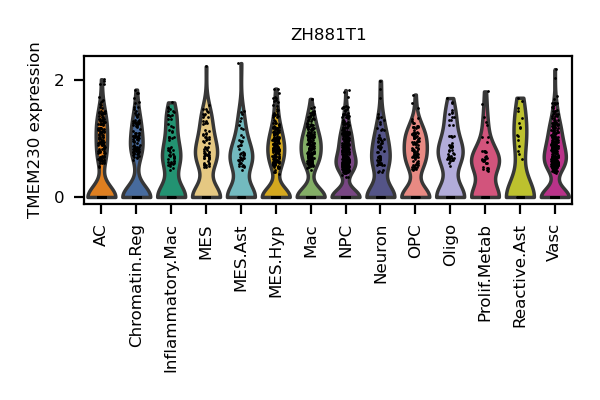 ZH881T1
TMEM230 expression
2
0
AC
Chromatin.Reg
Inflammatory.Mac
MES
MES.Ast
MES.Hyp
Mac
NPC
Neuron
OPC
Oligo
Prolif.Metab
Reactive.Ast
Vasc